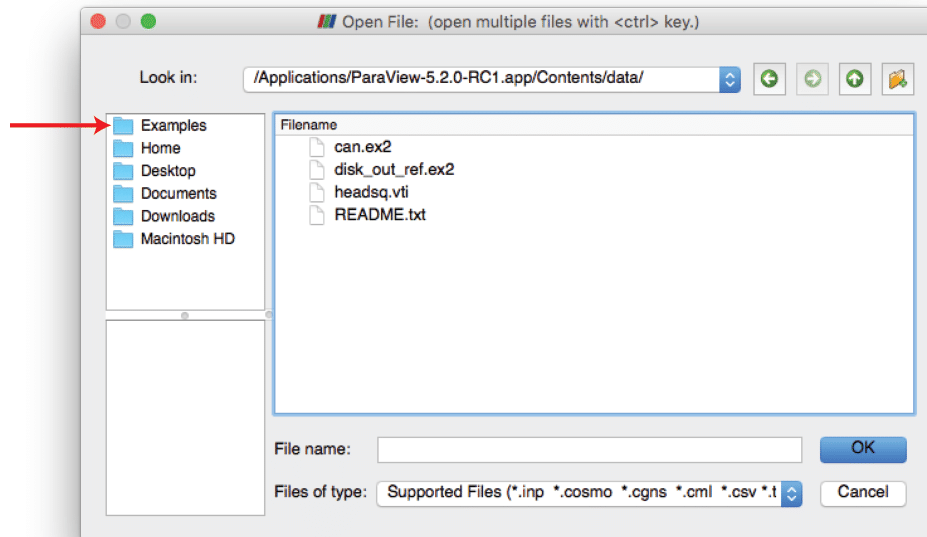 Open File:  (open multiple files with <ctrl> key.)
Look in:
/Applications/ParaView-5.2.0-RC1.app/Contents/data/
Examples
Home
Desktop
Documents
Downloads
Macintosh HD
Filename
can.ex2
disk_out_ref.ex2
headsq.vti
README.txt
File name:
OK
Files of type:
Supported Files (*.inp *.cosmo *.cgns *.cml *.csv *.t
Cancel